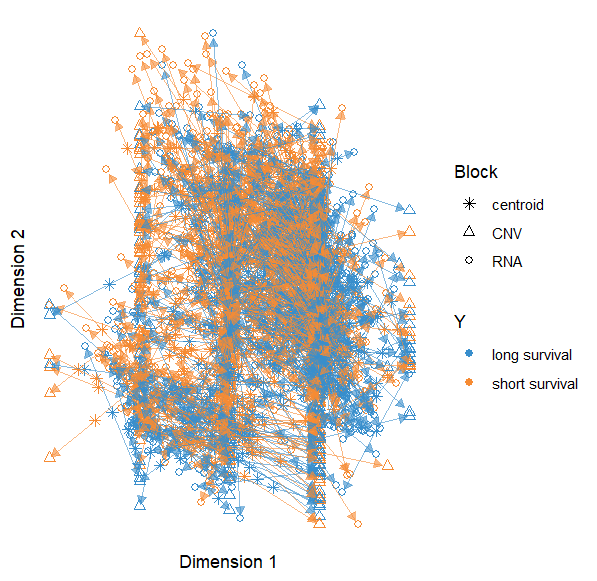 Block
centroid
CNV
RNA
Dimension 2
Y
long survival
short survival
Dimension 1